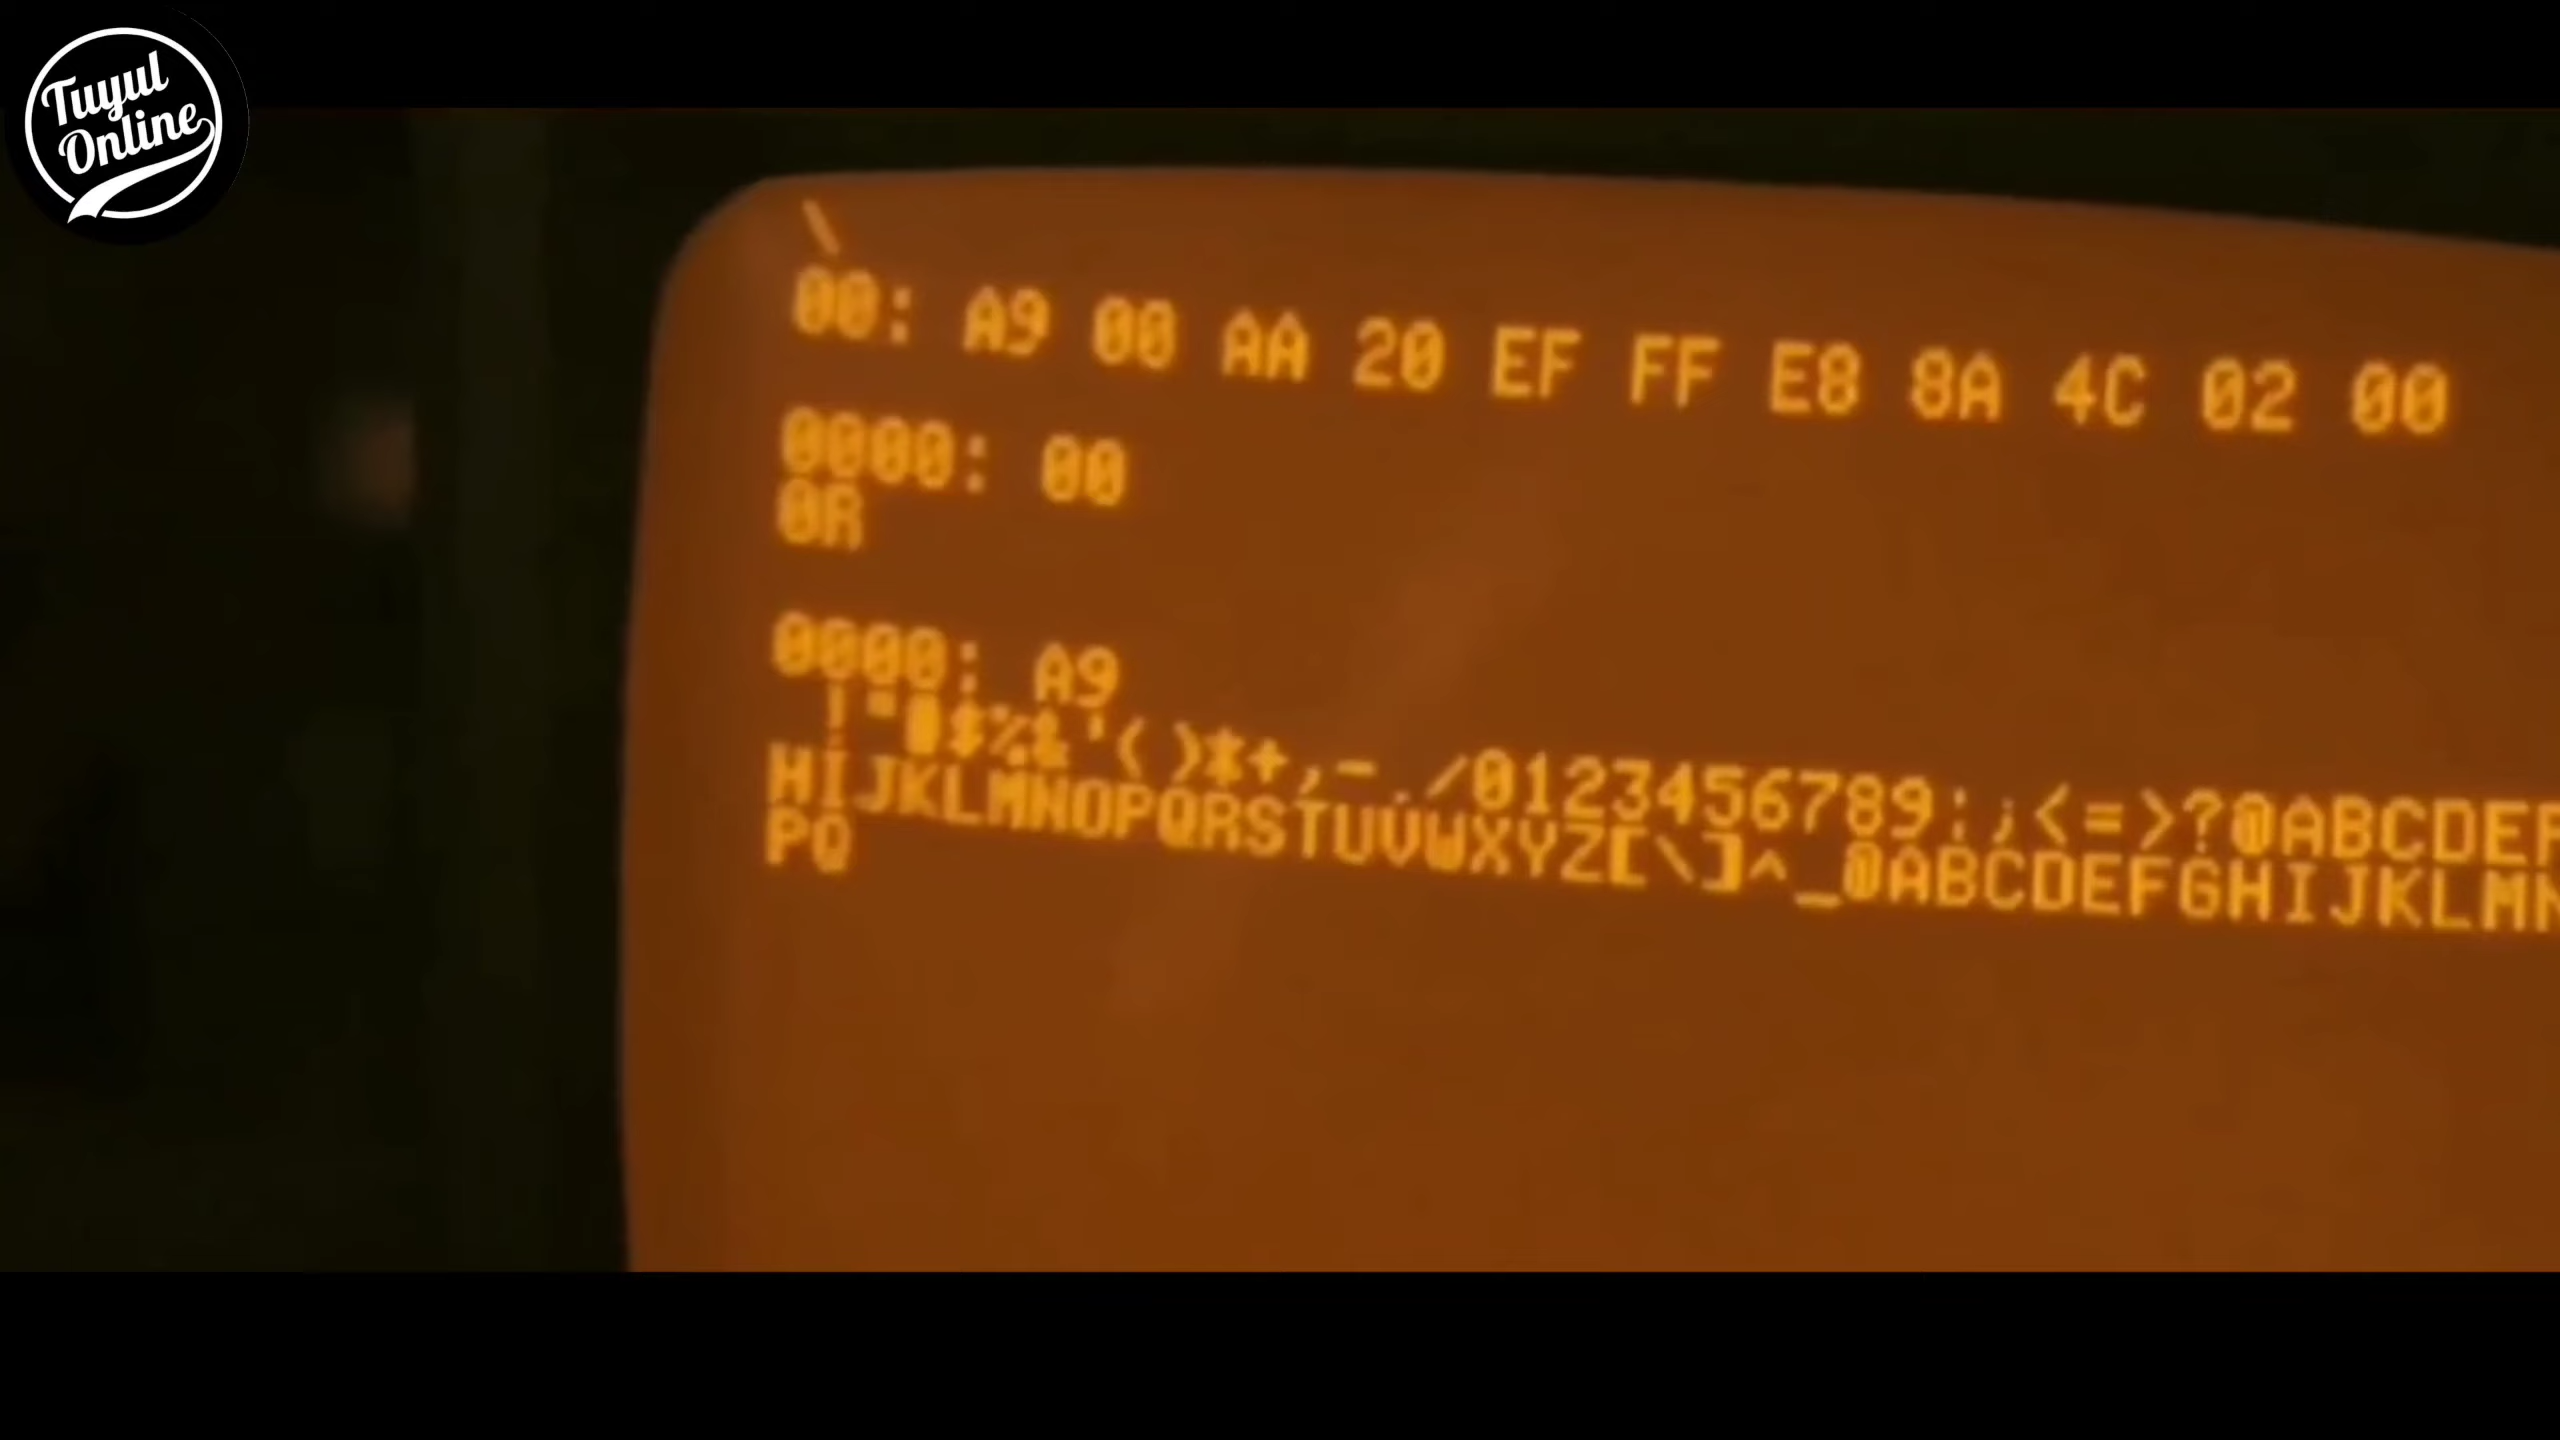 Tuyul
Online
\
00: A9 00 AA 20 EF FF E8 8A 4C 02 00
0000: 00
0R
0000: A9
!"#$%&'()*+,-./0123456789:;<=>?@ABCDEF
HIJKLMNOPQRSTUVWXYZ[\]^_@ABCDEFGHIJKLMN
PQ